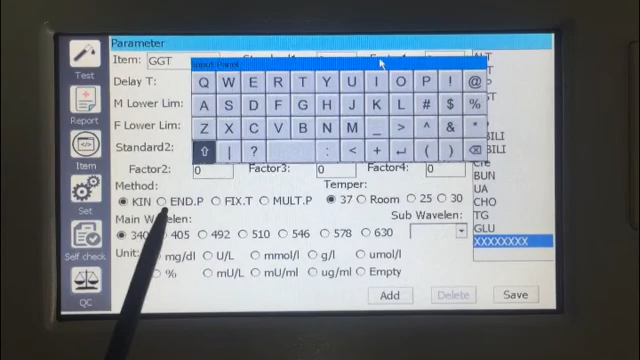 Parameter
Item: GGT
Input Panel
Q W E R T Y U I O P ! @
A S D F G H J K L # $ %
Z X C V B N M _ > ^ & *
| ? : < + ( )
Delay T:
M Lower Lim:
F Lower Lim:
Standard2:
Factor2: 0 Factor3: 0 Factor4: 0
Method: Temper:
KIN END.P FIX.T MULT.P 37 Room 25 30
Main Wavelen: Sub Wavelen:
340 405 492 510 546 578 630
Unit: mg/dl U/L mmol/l g/l umol/l
% mU/L mU/ml ug/ml Empty
Add Delete Save
BUN
UA
CHO
TG
GLU
XXXXXXXX
Test
Report
Item
Set
Self check
QC